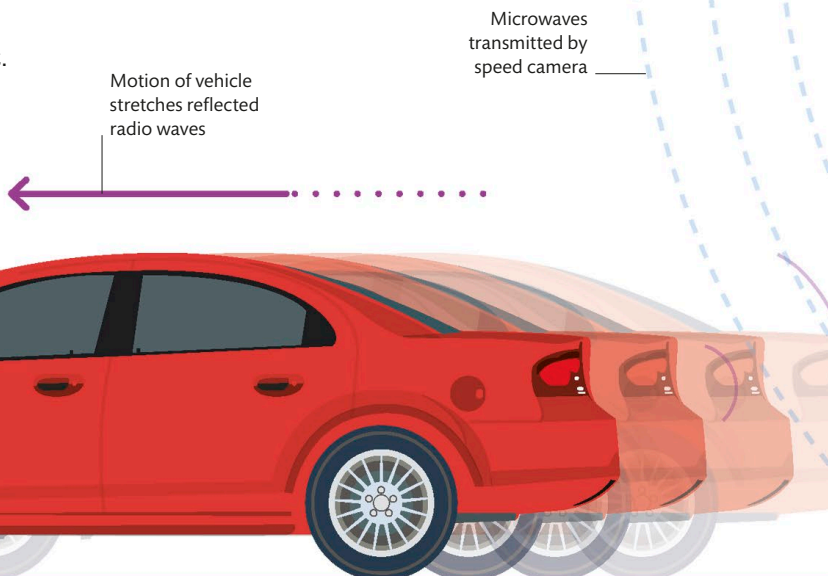 Microwaves
transmitted by
speed camera
Motion of vehicle
stretches reflected
radio waves